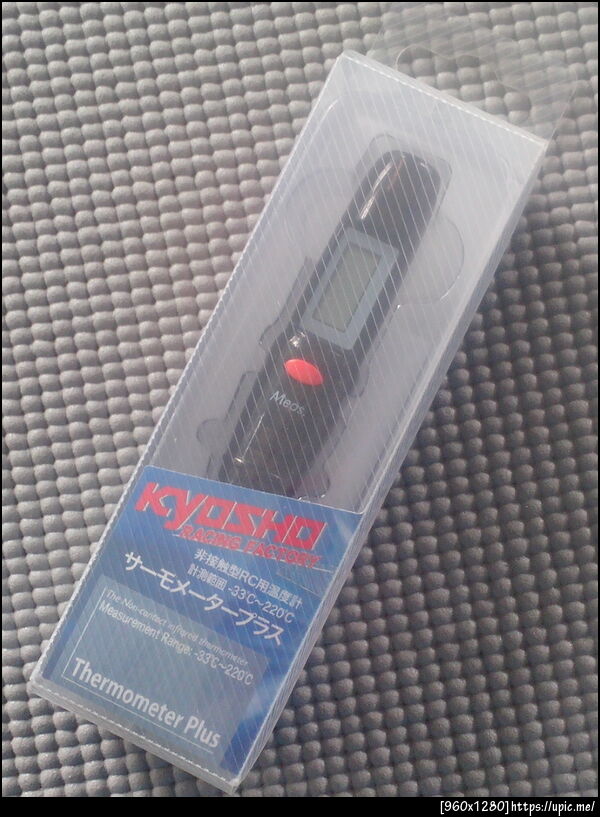 Meas.
KYOSHO
RACING FACTORY
非接触型RC用温度計
計測範囲 -33℃~220℃
サーモメータープラス
The Non-contact infrared thermometer
Measurement Range: -33℃~220℃
Thermometer Plus
[960x1280]https://upic.me/